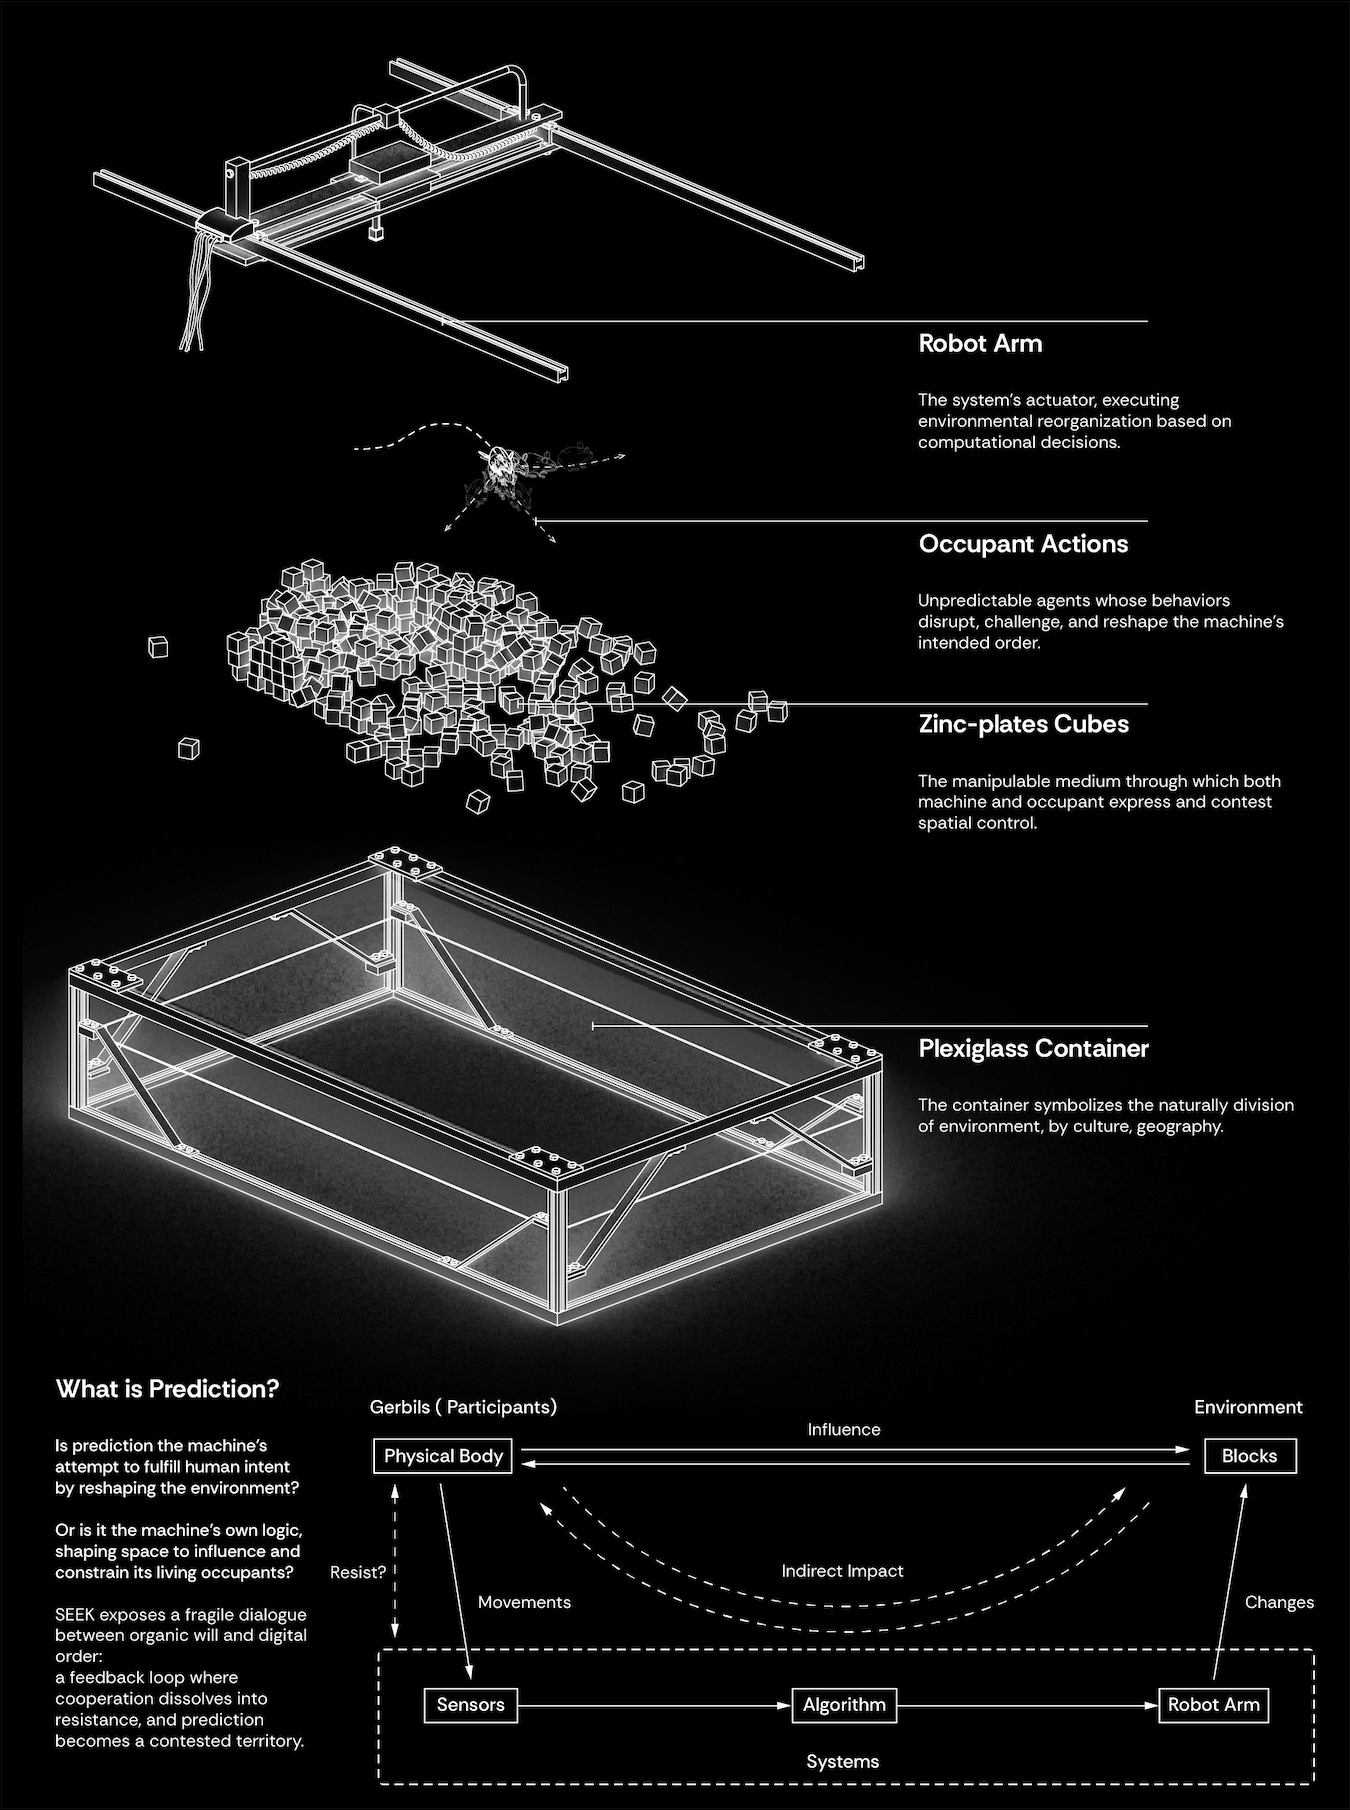 Robot Arm
The system's actuator, executing
environmental reorganization based on
computational decisions.
Occupant Actions
Unpredictable agents whose behaviors
disrupt, challenge, and reshape the machine's
intended order.
Zinc-plates Cubes
The manipulable medium through which both
machine and occupant express and contest
spatial control.
Plexiglass Container
The container symbolizes the naturally division
of environment, by culture, geography.
What is Prediction?
Is prediction the machine's
attempt to fulfill human intent
by reshaping the environment?
Or is it the machine's own logic,
shaping space to influence and
constrain its living occupants?
SEEK exposes a fragile dialogue
between organic will and digital
order:
a feedback loop where
cooperation dissolves into
resistance, and prediction
becomes a contested territory.
Gerbils ( Participants)
Environment
Influence
Physical Body
Blocks
Resist?
Indirect Impact
Movements
Changes
Sensors
Algorithm
Robot Arm
Systems